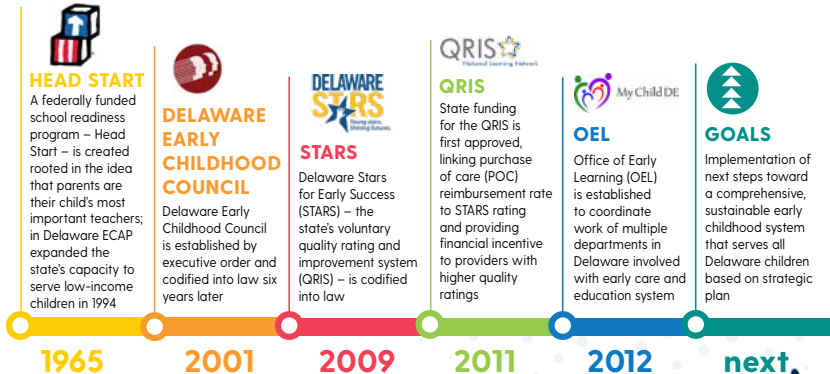 HEAD START
A federally funded
school readiness
program – Head
Start – is created
rooted in the idea
that parents are
their child's most
important teachers;
in Delaware ECAP
expanded the
state's capacity to
serve low-income
children in 1994
1965
DELAWARE
EARLY
CHILDHOOD
COUNCIL
Delaware Early
Childhood Council
is established by
executive order and
codified into law six
years later
2001
DELAWARE
STARS
Young stars.
Shining futures.
STARS
Delaware Stars
for Early Success
(STARS) – the
state's voluntary
quality rating and
improvement system
(QRIS) – is codified
into law
2009
QRIS
National Learning Network
QRIS
State funding
for the QRIS is
first approved,
linking purchase
of care (POC)
reimbursement rate
to STARS rating
and providing
financial incentive
to providers with
higher quality
ratings
2011
My Child DE
OEL
Office of Early
Learning (OEL)
is established
to coordinate
work of multiple
departments in
Delaware involved
with early care and
education system
2012
GOALS
Implementation of
next steps toward
a comprehensive,
sustainable early
childhood system
that serves all
Delaware children
based on strategic
plan
next.